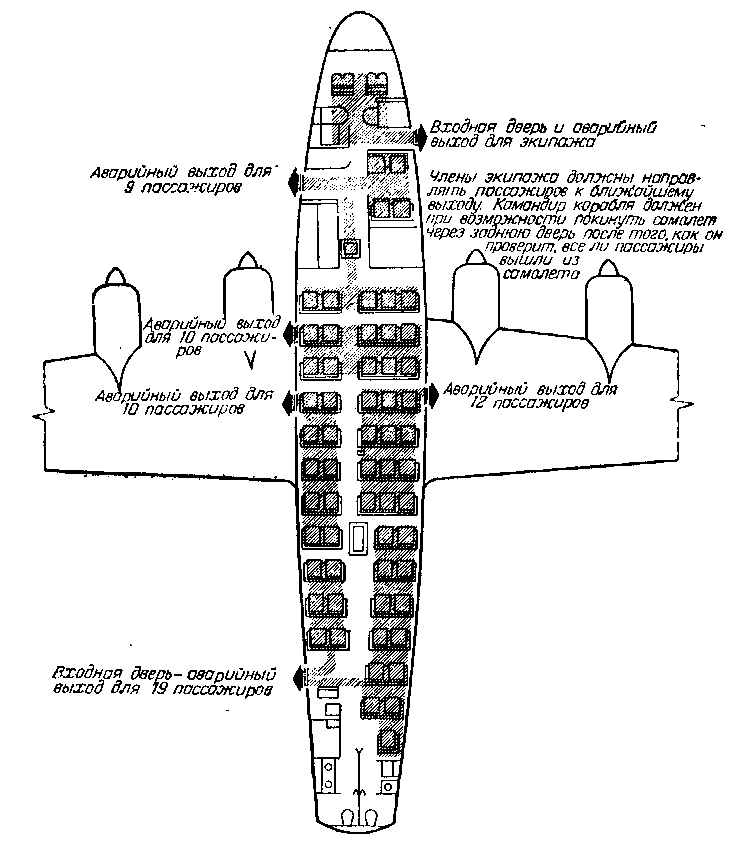 Входная дверь и аварийный
выход для экипажа
Аварийный выход для
9 пассажиров
Члены экипажа должны направ-
лять пассажиров к ближайшему
выходу. Командир корабля должен
при возможности покинуть самолет
через заднюю дверь после того, как он
проверит, все ли пассажиры
вышли из
самолета
Аварийный выход
для 10 пассажи-
ров
Аварийный выход для
10 пассажиров
Аварийный выход для
12 пассажиров
Входная дверь-аварийный
выход для 19 пассажиров